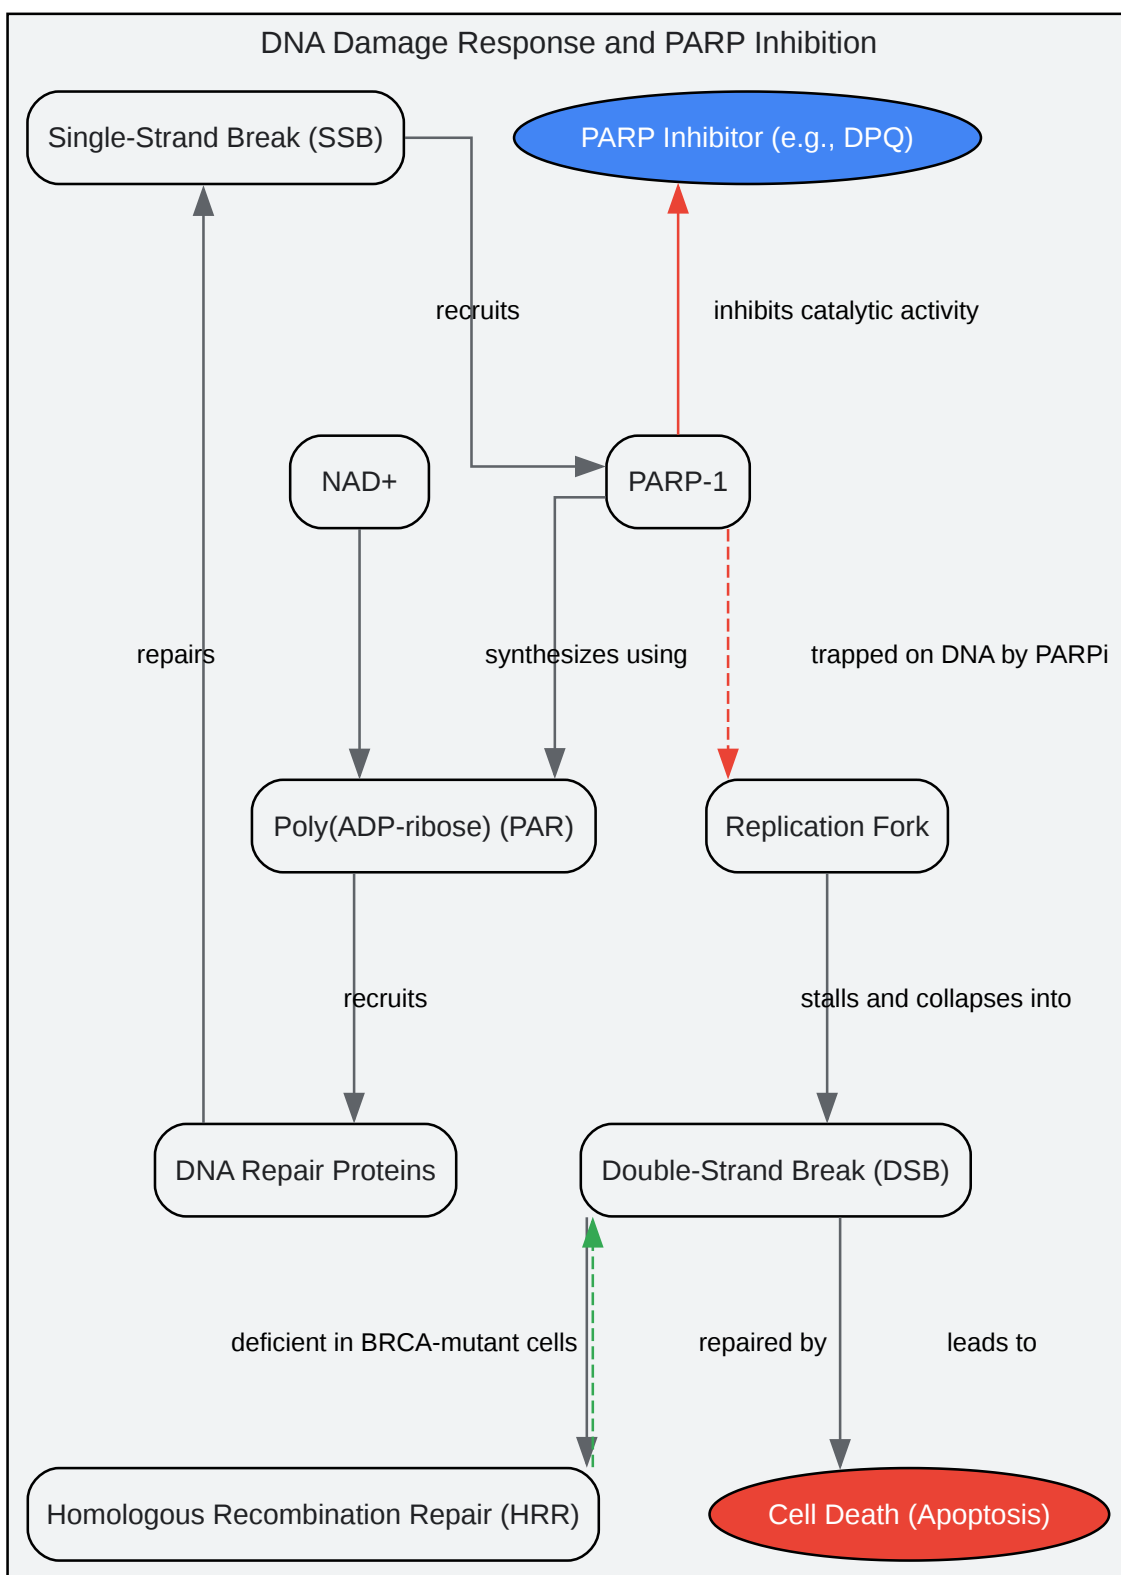 DNA Damage Response and PARP Inhibition
Single-Strand Break (SSB)
PARP Inhibitor (e.g., DPQ)
recruits
inhibits catalytic activity
NAD+
PARP-1
repairs
synthesizes using
trapped on DNA by PARPi
Poly(ADP-ribose) (PAR)
Replication Fork
recruits
stalls and collapses into
DNA Repair Proteins
Double-Strand Break (DSB)
deficient in BRCA-mutant cells
repaired by
leads to
Homologous Recombination Repair (HRR)
Cell Death (Apoptosis)